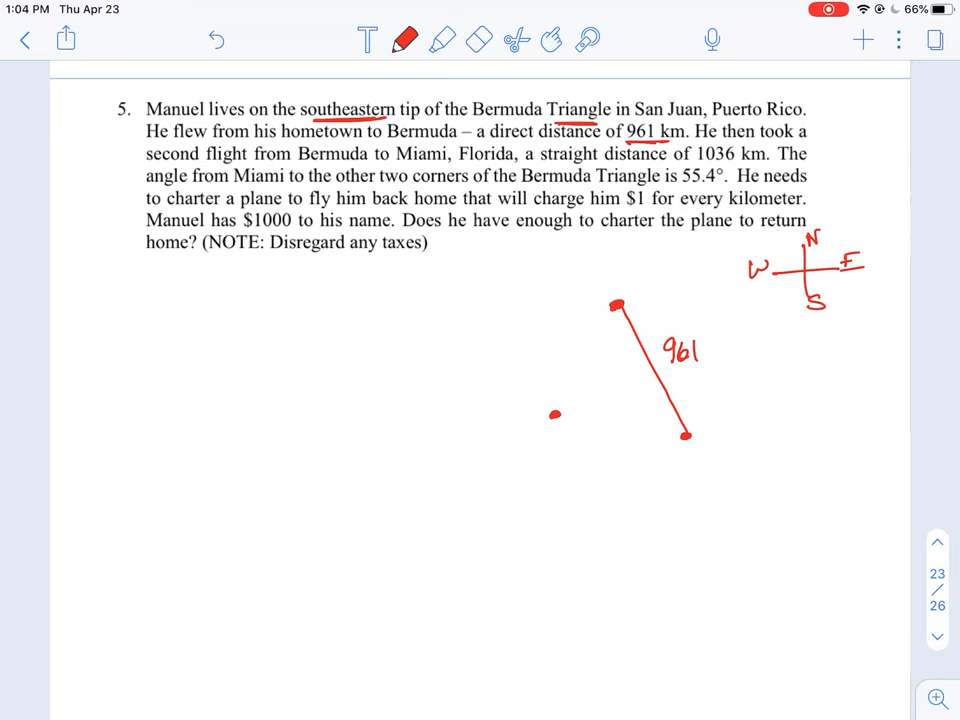 1:04 PM Thu Apr 23
66%
T
5. Manuel lives on the southeastern tip of the Bermuda Triangle in San Juan, Puerto Rico.
He flew from his hometown to Bermuda – a direct distance of 961 km. He then took a
second flight from Bermuda to Miami, Florida, a straight distance of 1036 km. The
angle from Miami to the other two corners of the Bermuda Triangle is 55.4°. He needs
to charter a plane to fly him back home that will charge him $1 for every kilometer.
Manuel has $1000 to his name. Does he have enough to charter the plane to return
home? (NOTE: Disregard any taxes)
N
W E
S
961
23
/
26